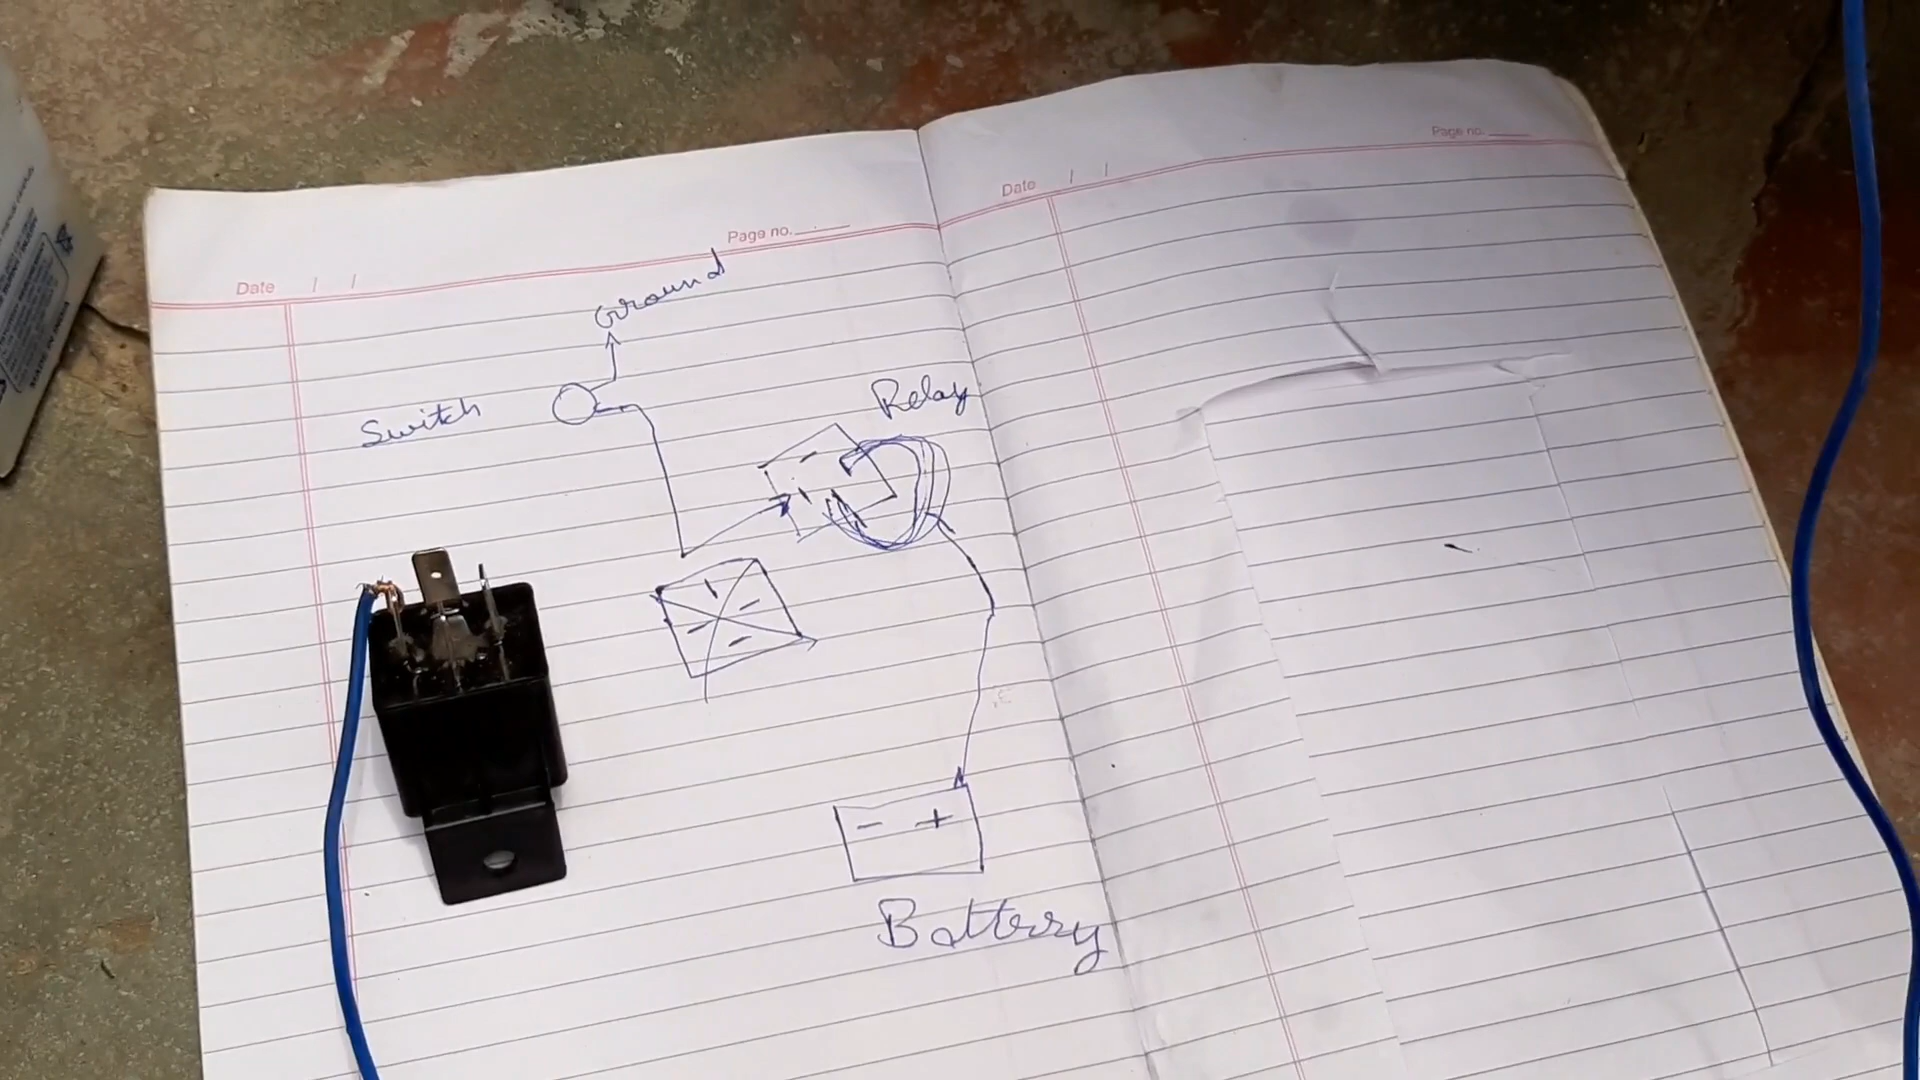 Page no.
Date / /
Page no.
Date / /
Ground
Switch
Relay
- +
Battery